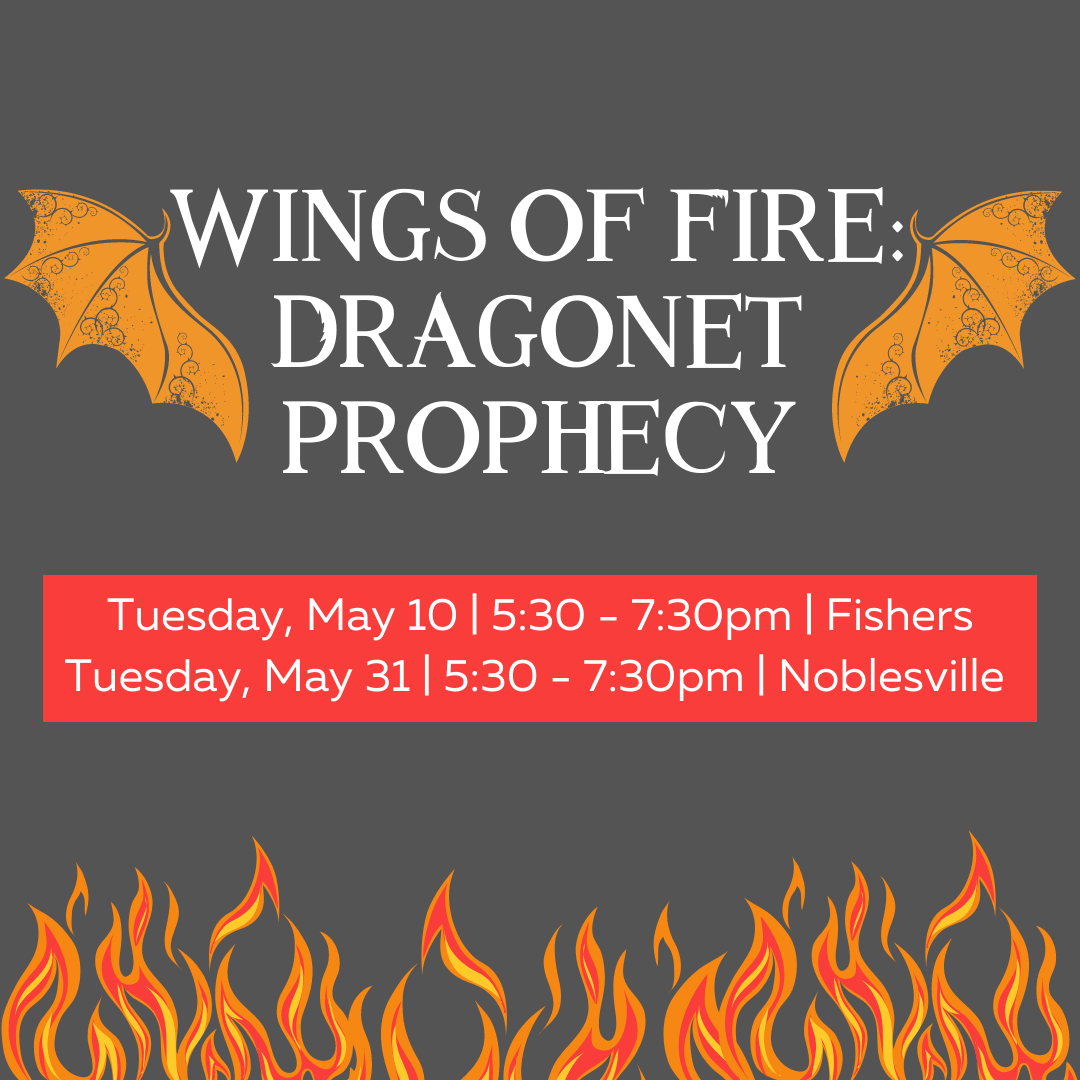 WINGS OF FIRE:
DRAGONET
PROPHECY
Tuesday, May 10 | 5:30 - 7:30pm | Fishers
Tuesday, May 31 | 5:30 - 7:30pm | Noblesville